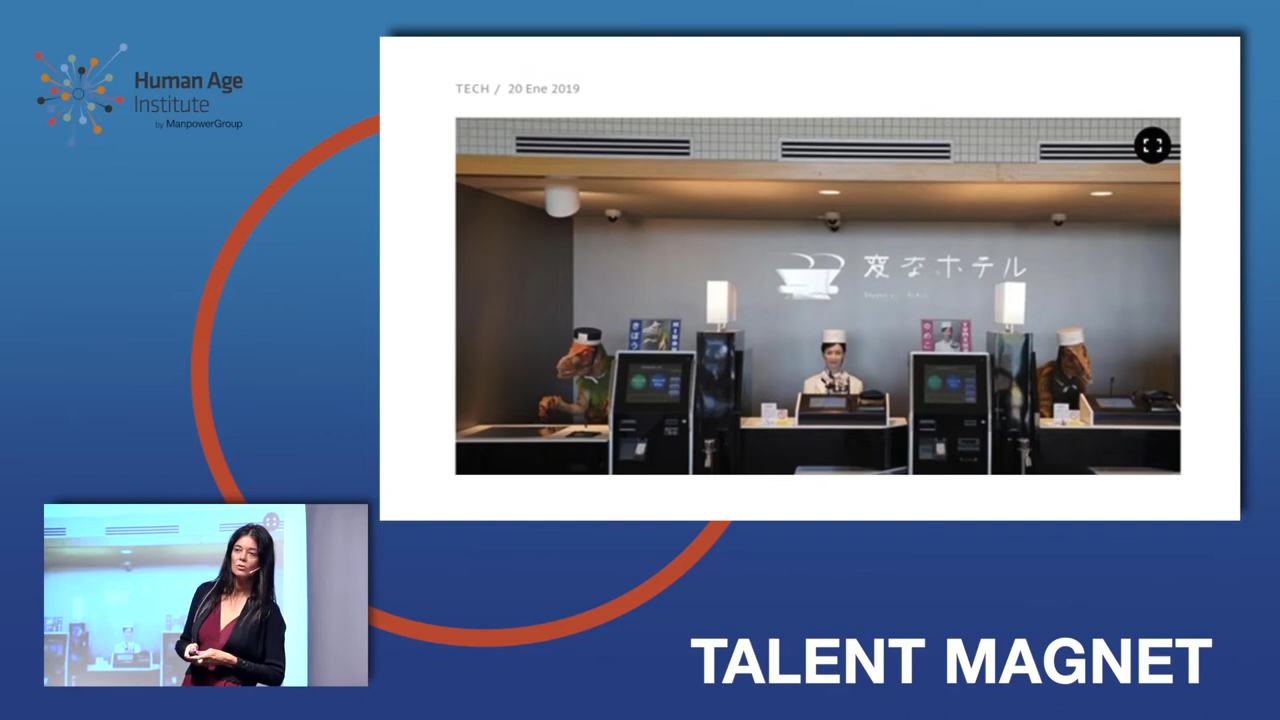 Human Age
Institute
by ManpowerGroup
TECH / 20 Ene 2019
変なホテル
TALENT MAGNET